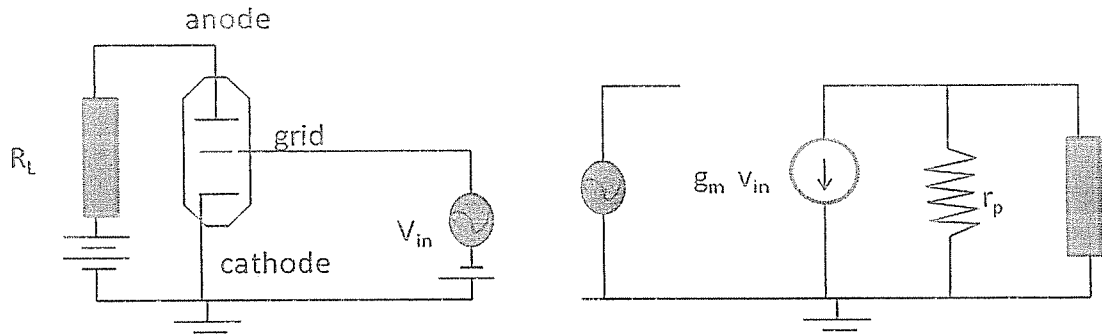 anode
grid
R_L
V_in
cathode
g_m v_in
r_p